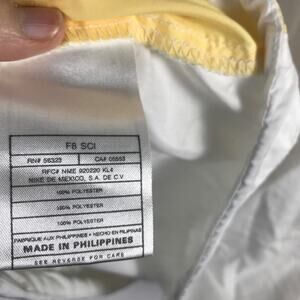 F8 SCI
RN# 56323 CA# 05553
RFC# NME 920220 KL4
NIKE DE MEXICO, S.A. DE C.V
100% POLYESTER
100% POLYESTER
100% POLYESTER
FABRIQUE AUX PHILIPPINES • HECHO EN FILIPINAS
MADE IN PHILIPPINES
SEE REVERSE FOR CARE